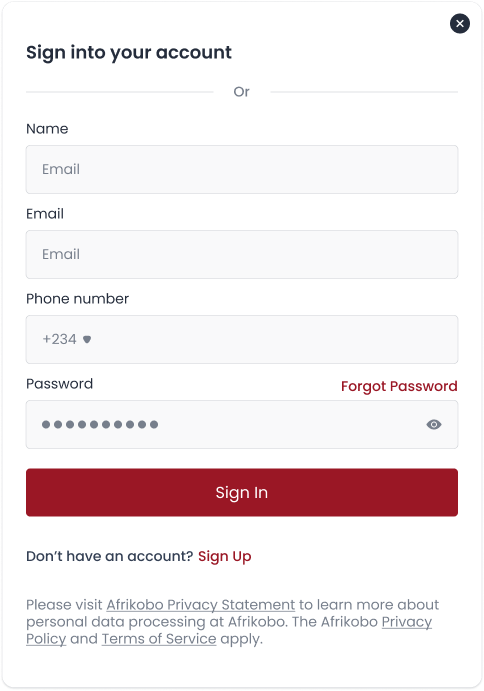 Sign into your account
Or
Name
Email
Email
Email
Phone number
+234
Password
Forgot Password
Sign In
Don’t have an account? Sign Up
Please visit Afrikobo Privacy Statement to learn more about
personal data processing at Afrikobo. The Afrikobo Privacy
Policy and Terms of Service apply.